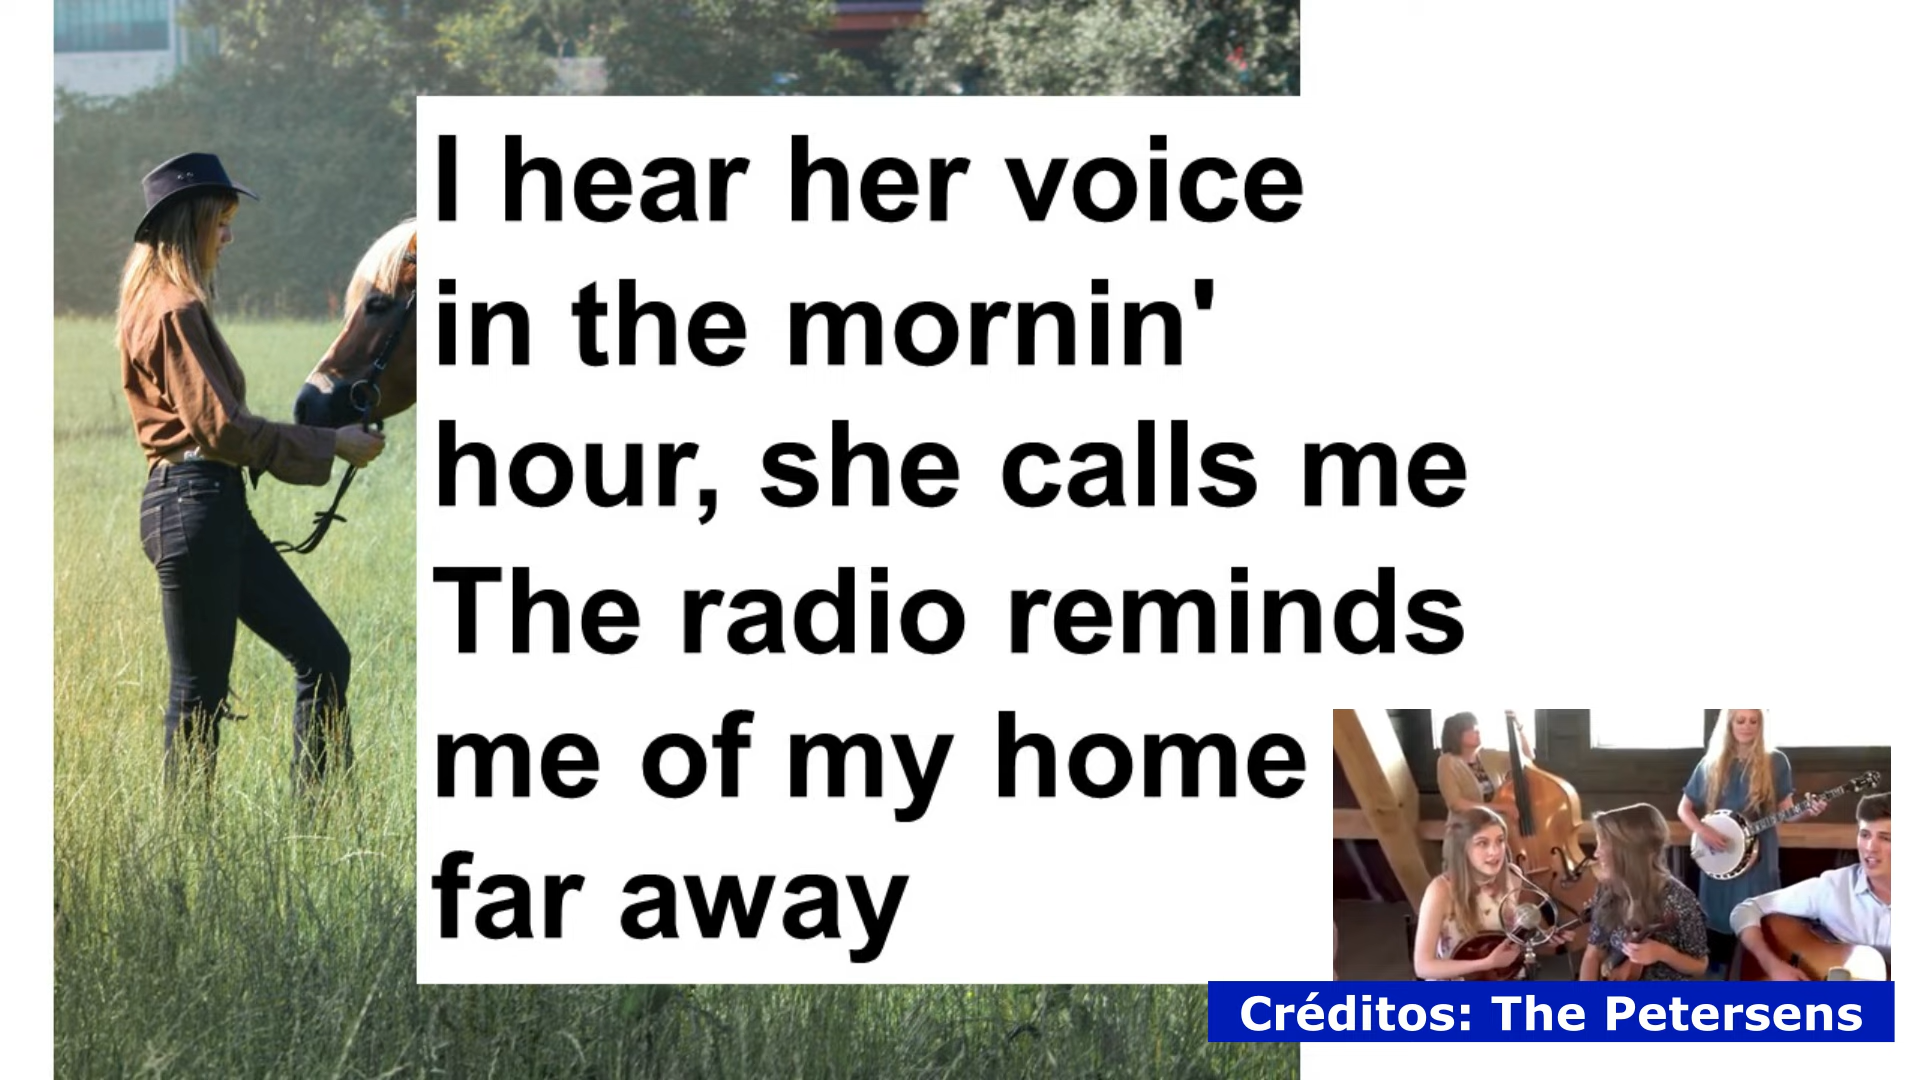 I hear her voice
in the mornin'
hour, she calls me
The radio reminds
me of my home
far away
Créditos: The Petersens